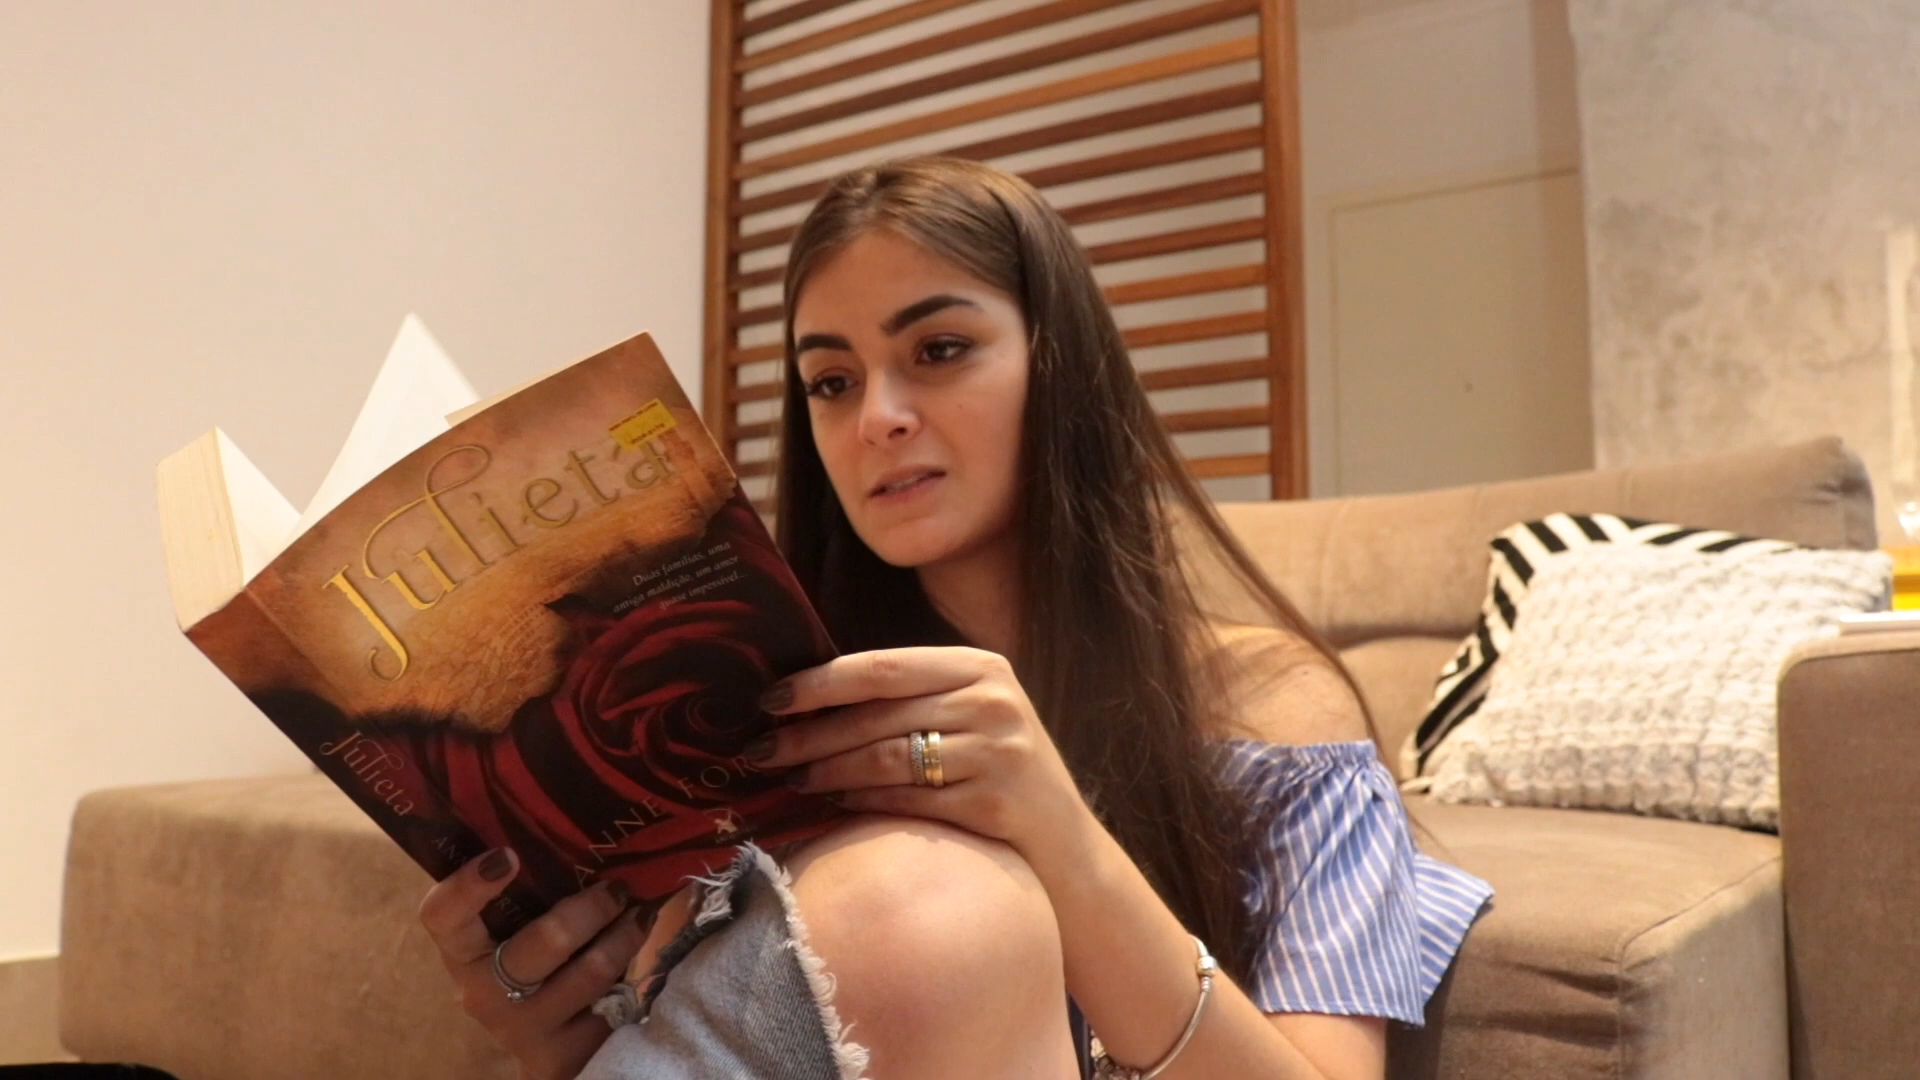 Julieta
Duas famílias, uma
antiga maldição, um amor
quase impossível...
ANNE FOR
Julieta